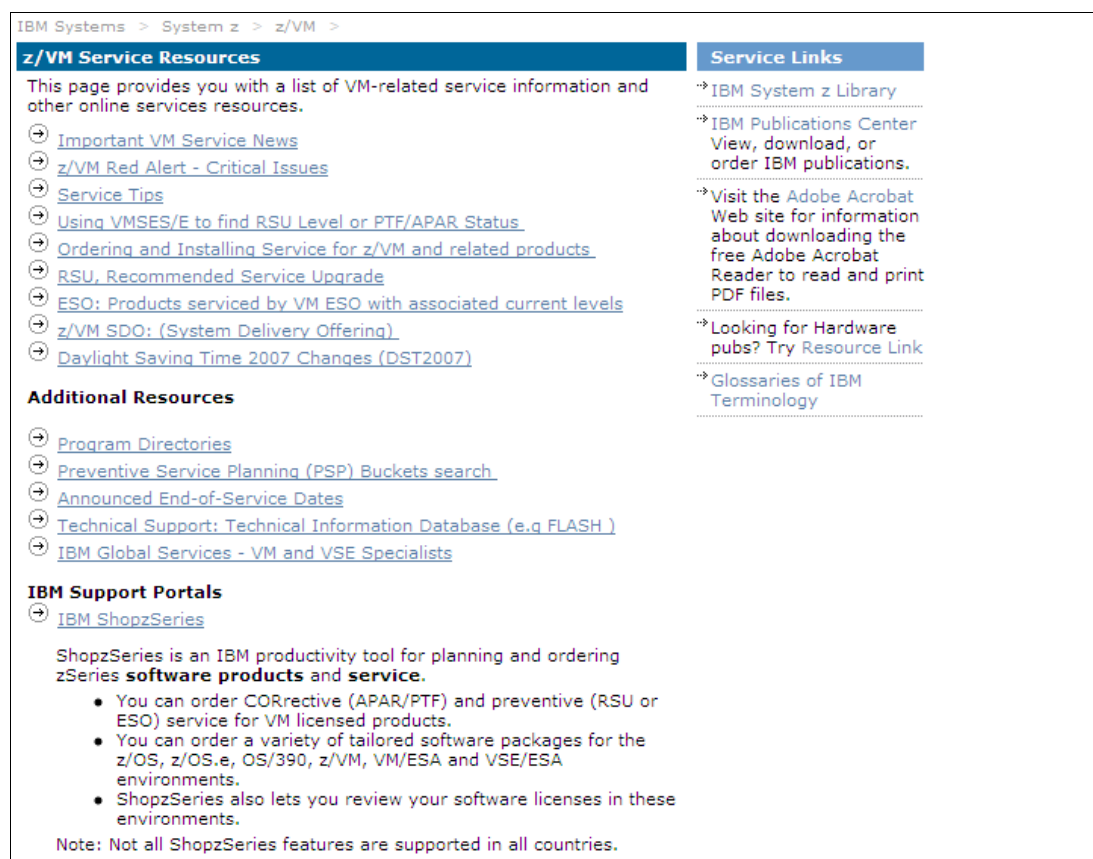 IBM Systems > System z > z/VM >
z/VM Service Resources
This page provides you with a list of VM-related service information and
other online services resources.
Important VM Service News
z/VM Red Alert - Critical Issues
Service Tips
Using VMSES/E to find RSU Level or PTF/APAR Status
Ordering and Installing Service for z/VM and related products
RSU, Recommended Service Upgrade
ESO: Products serviced by VM ESO with associated current levels
z/VM SDO: (System Delivery Offering)
Daylight Saving Time 2007 Changes (DST2007)
Additional Resources
Program Directories
Preventive Service Planning (PSP) Buckets search
Announced End-of-Service Dates
Technical Support: Technical Information Database (e.g FLASH )
IBM Global Services - VM and VSE Specialists
IBM Support Portals
IBM ShopzSeries
ShopzSeries is an IBM productivity tool for planning and ordering
zSeries software products and service.
• You can order CORrective (APAR/PTF) and preventive (RSU or
ESO) service for VM licensed products.
• You can order a variety of tailored software packages for the
z/OS, z/OS.e, OS/390, z/VM, VM/ESA and VSE/ESA
environments.
• ShopzSeries also lets you review your software licenses in these
environments.
Note: Not all ShopzSeries features are supported in all countries.
Service Links
IBM System z Library
IBM Publications Center
View, download, or
order IBM publications.
Visit the Adobe Acrobat
Web site for information
about downloading the
free Adobe Acrobat
Reader to read and print
PDF files.
Looking for Hardware
pubs? Try Resource Link
Glossaries of IBM
Terminology